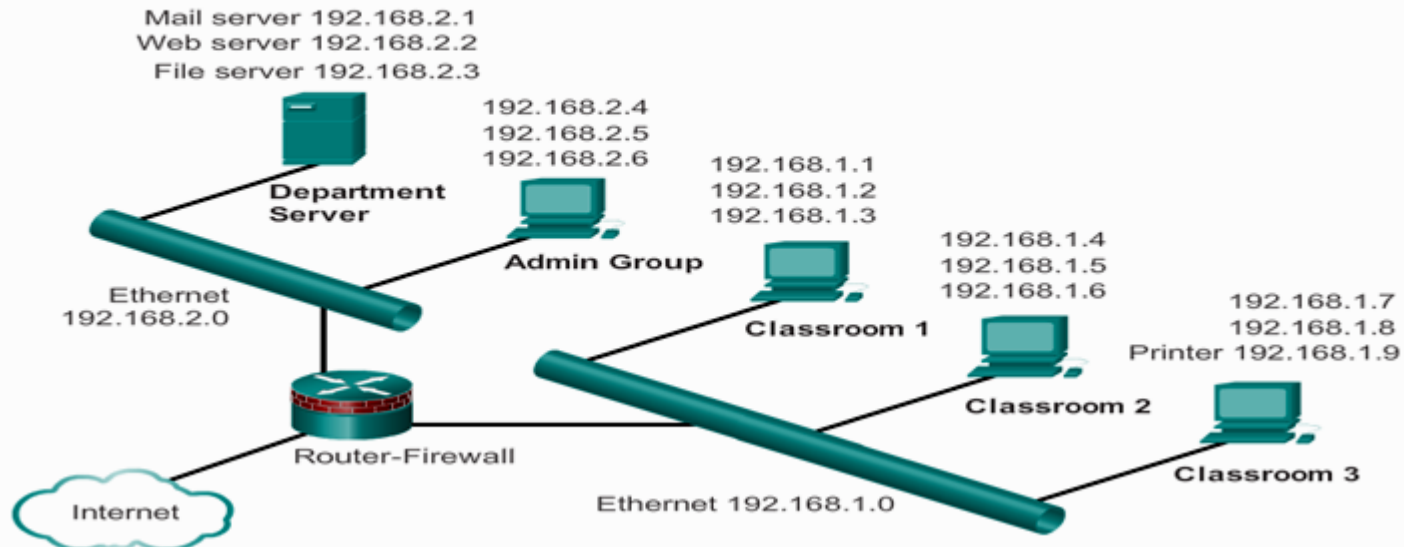 Mail server 192.168.2.1
Web server 192.168.2.2
File server 192.168.2.3
Department
Server
192.168.2.4
192.168.2.5
192.168.2.6
Admin Group
Ethernet
192.168.2.0
192.168.1.1
192.168.1.2
192.168.1.3
Classroom 1
192.168.1.4
192.168.1.5
192.168.1.6
Classroom 2
192.168.1.7
192.168.1.8
Printer 192.168.1.9
Classroom 3
Router-Firewall
Ethernet 192.168.1.0
Internet